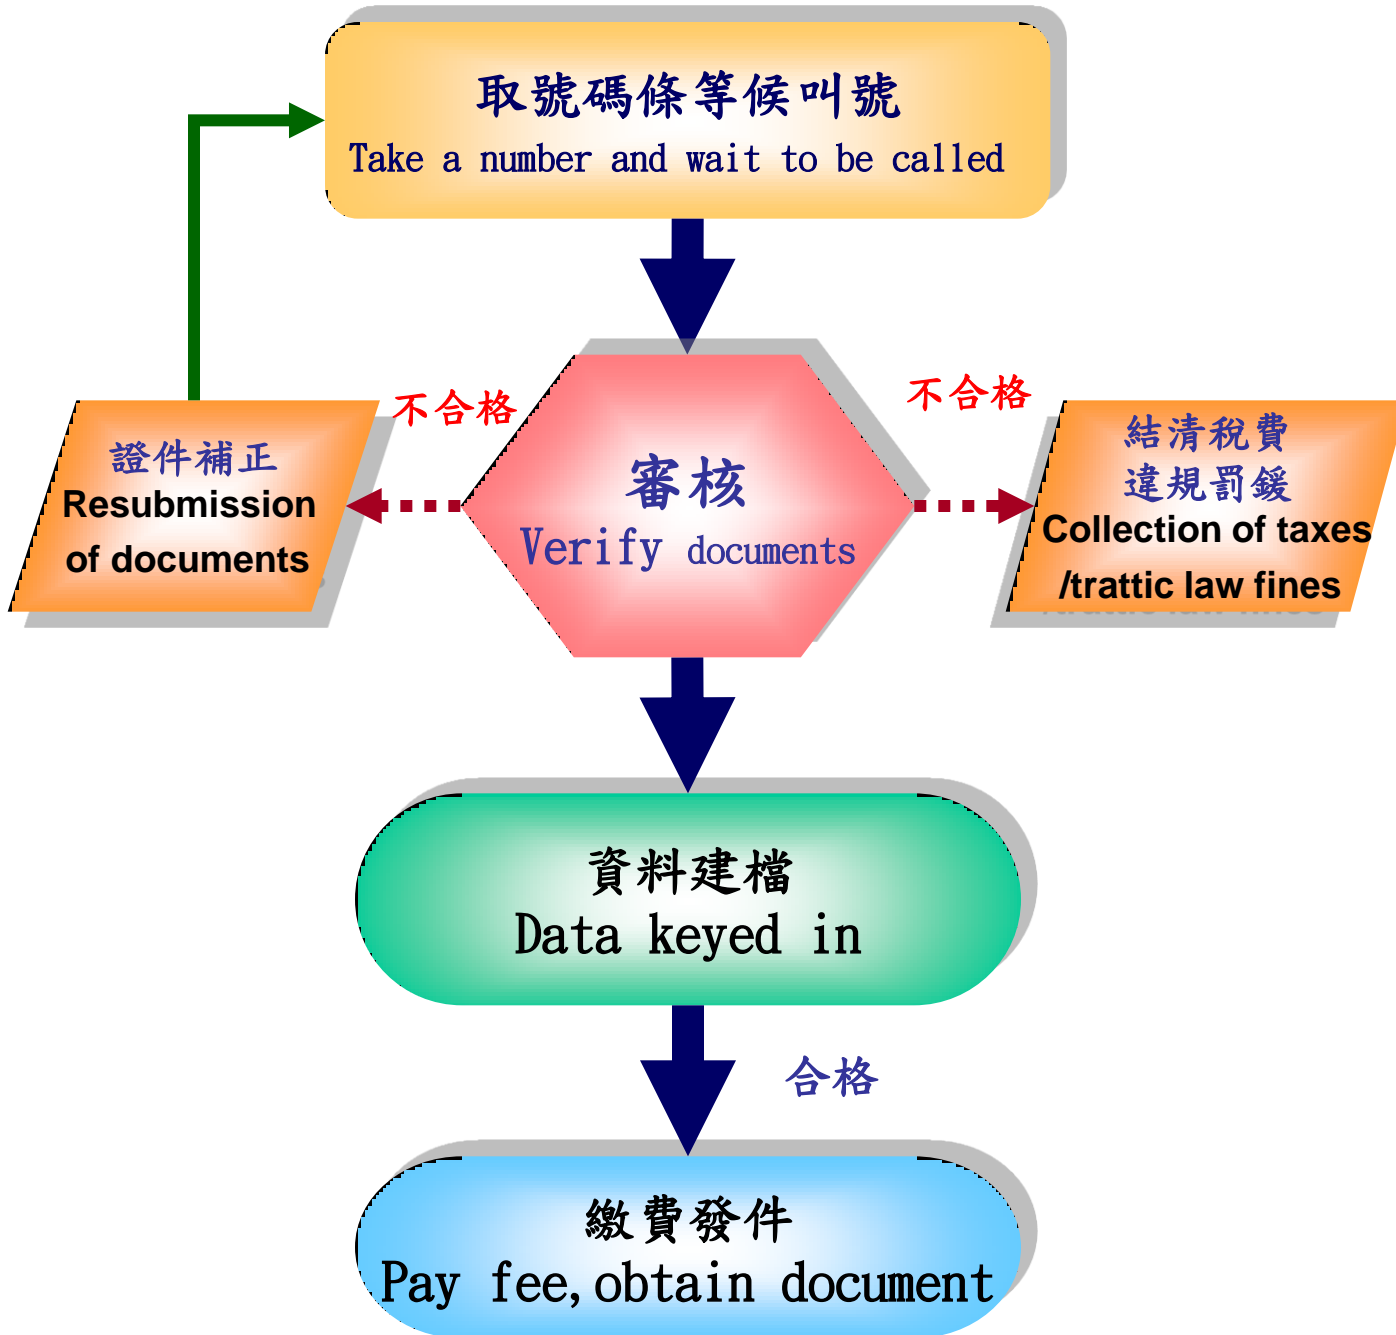 取號碼條等候叫號
Take a number and wait to be called
不合格
不合格
證件補正
Resubmission
of documents
審核
Verify documents
結清稅費
違規罰鍰
Collection of taxes
/trattic law fines
資料建檔
Data keyed in
合格
繳費發件
Pay fee,obtain document